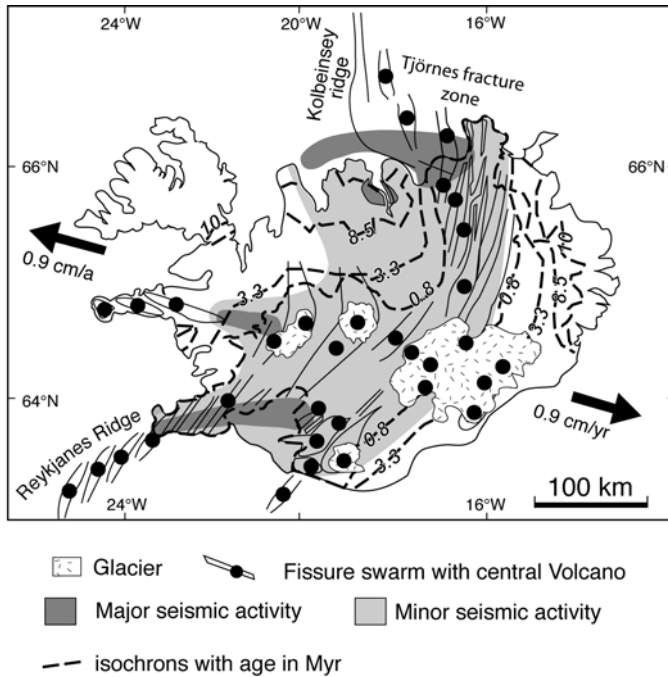 24°W
20°W
16°W
Kolbeinsey
ridge
Tjörnes fracture
zone
66°N
66°N
10
8·5
10
0.9 cm/a
3.3
3.3
0.8
0.8
8·5
3.3
64°N
64°N
0.9 cm/yr
Reykjanes Ridge
0.8
3.3
24°W
16°W
100 km
Glacier
Fissure swarm with central Volcano
Major seismic activity
Minor seismic activity
isochrons with age in Myr